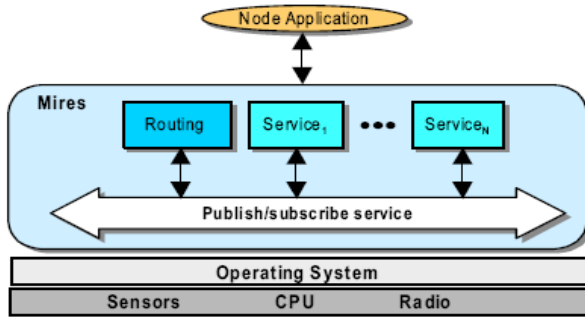 Node Application
Mires
Routing
Service1
Service N
Publish/subscribe service
Operating System
Sensors CPU Radio